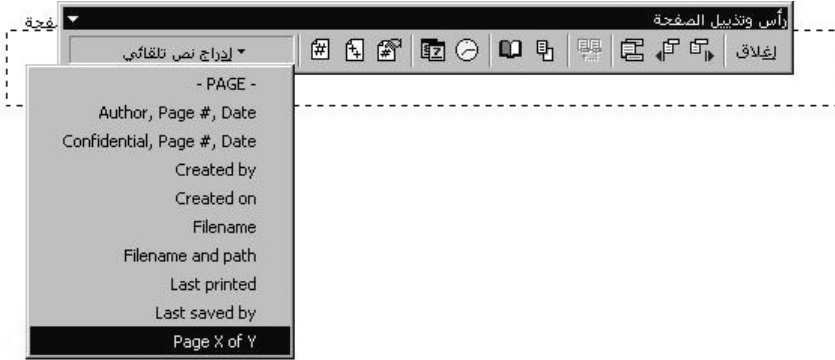 رأس وتذييل الصفحة
إغلاق
إدراج نص تلقائي
- PAGE -
Author, Page #, Date
Confidential, Page #, Date
Created by
Created on
Filename
Filename and path
Last printed
Last saved by
Page X of Y